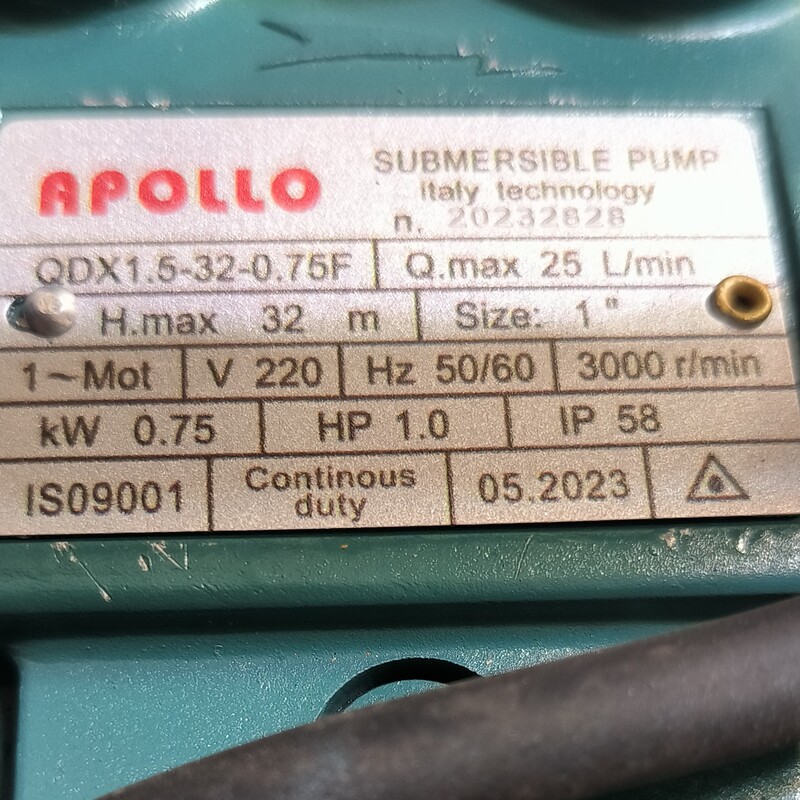 APOLLO
SUBMERSIBLE PUMP
italy technology
n. 20232828
QDX1.5-32-0.75F Q.max 25 L/min
H.max 32 m Size: 1"
1~Mot V 220 Hz 50/60 3000 r/min
kW 0.75 HP 1.0 IP 58
ISO9001 Continous duty 05.2023